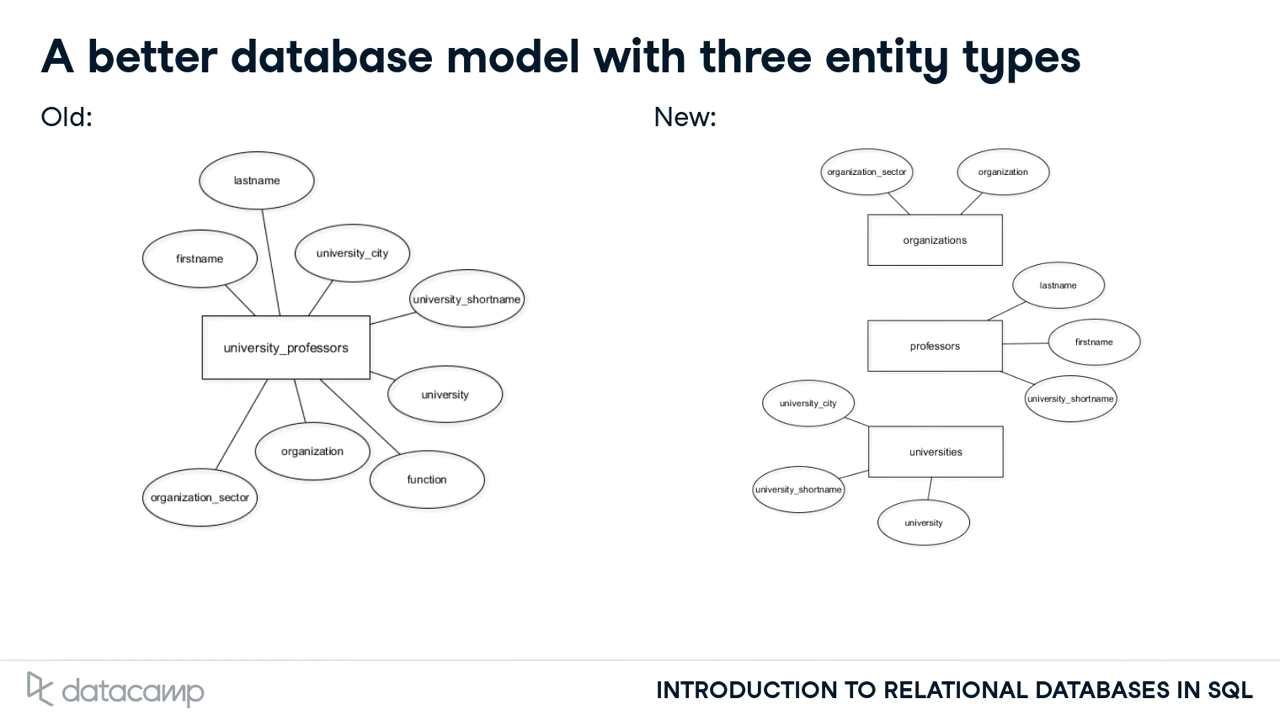 A better database model with three entity types
Old:
lastname
firstname
university_city
university_shortname
university_professors
university
organization
function
organization_sector
New:
organization_sector
organization
organizations
lastname
professors
firstname
university_shortname
university_city
universities
university_shortname
university
datacamp
INTRODUCTION TO RELATIONAL DATABASES IN SQL